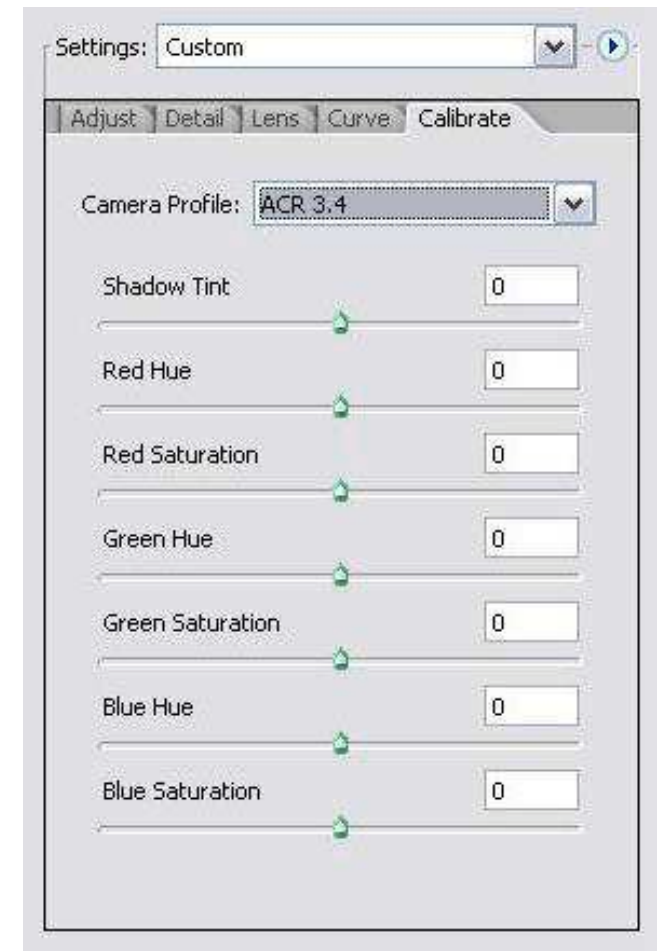 Settings: Custom
Adjust Detail Lens Curve Calibrate
Camera Profile: ACR 3.4
Shadow Tint 0
Red Hue 0
Red Saturation 0
Green Hue 0
Green Saturation 0
Blue Hue 0
Blue Saturation 0